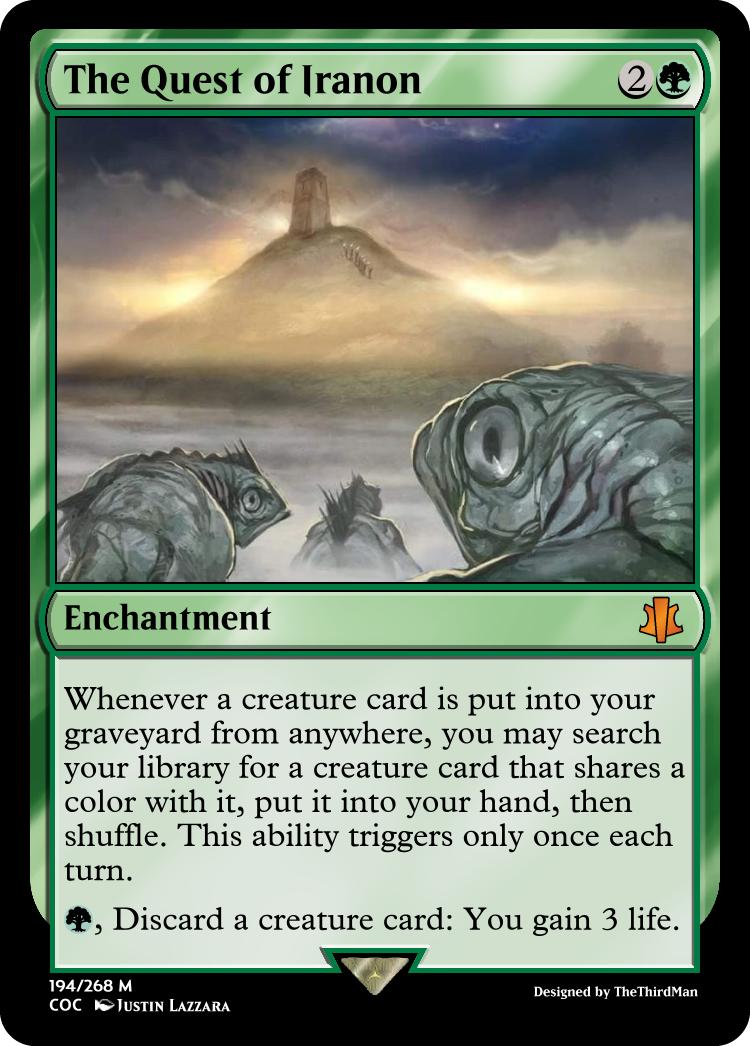 The Quest of Iranon
2
Enchantment
Whenever a creature card is put into your
graveyard from anywhere, you may search
your library for a creature card that shares a
color with it, put it into your hand, then
shuffle. This ability triggers only once each
turn.
, Discard a creature card: You gain 3 life.
194/268 M
COC JUSTIN LAZZARA
Designed by TheThirdMan